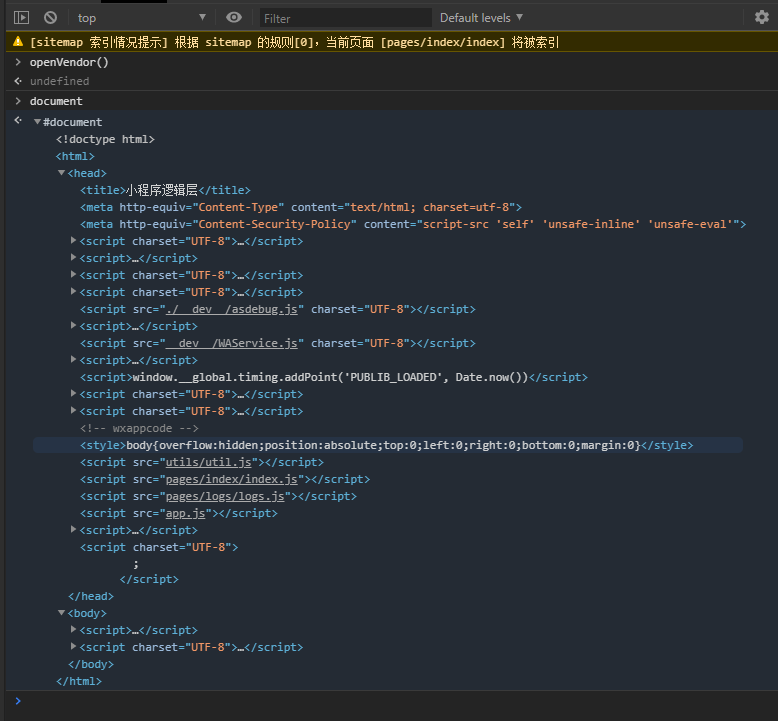 top
Filter
Default levels
[sitemap 索引情况提示] 根据 sitemap 的规则[0]，当前页面 [pages/index/index] 将被索引
openVendor()
undefined
document
#document
<!doctype html>
<html>
<head>
<title>小程序逻辑层</title>
<meta http-equiv="Content-Type" content="text/html; charset=utf-8">
<meta http-equiv="Content-Security-Policy" content="script-src 'self' 'unsafe-inline' 'unsafe-eval'">
<script charset="UTF-8">…</script>
<script>…</script>
<script charset="UTF-8">…</script>
<script charset="UTF-8">…</script>
<script src="./__dev__/asdebug.js" charset="UTF-8"></script>
<script>…</script>
<script src="__dev__/WAService.js" charset="UTF-8"></script>
<script>…</script>
<script>window.__global.timing.addPoint('PUBLIB_LOADED', Date.now())</script>
<script charset="UTF-8">…</script>
<script charset="UTF-8">…</script>
<!-- wxappcode -->
<style>body{overflow:hidden;position:absolute;top:0;left:0;right:0;bottom:0;margin:0}</style>
<script src="utils/util.js"></script>
<script src="pages/index/index.js"></script>
<script src="pages/logs/logs.js"></script>
<script src="app.js"></script>
<script>…</script>
<script charset="UTF-8">
;
</script>
</head>
<body>
<script>…</script>
<script charset="UTF-8">…</script>
</body>
</html>